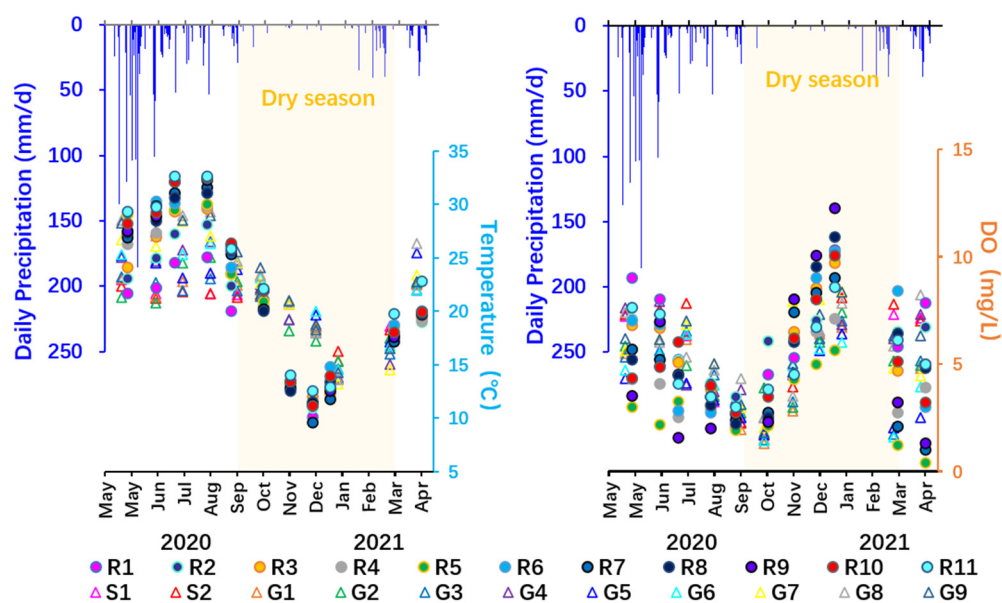 0 0
50 50
Dry season Dry season
100 100
15
35
150 150
30
200 10
25
200
20
250 250
5
15
10
5 0
Daily Precipitation (mm/d)
Temperature (°C)
Daily Precipitation (mm/d)
DO (mg/L)
May May Jun Jul Aug Sep Oct Nov Dec Jan Feb Mar Apr
May May Jun Jul Aug Sep Oct Nov Dec Jan Feb Mar Apr
2020 2021 2020 2021
R1 R2 R3 R4 R5 R6 R7 R8 R9 R10 R11
S1 S2 G1 G2 G3 G4 G5 G6 G7 G8 G9